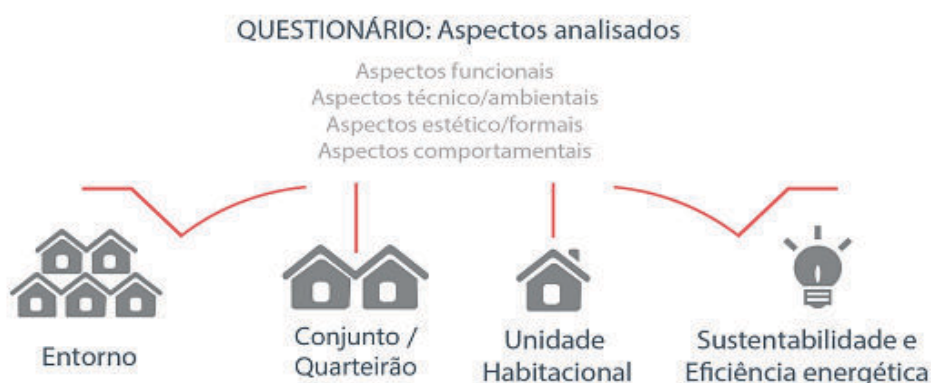 QUESTIONÁRIO: Aspectos analisados
Aspectos funcionais
Aspectos técnico/ambientais
Aspectos estético/formais
Aspectos comportamentais
Entorno
Conjunto /
Quarteirão
Unidade
Habitacional
Sustentabilidade e
Eficiência energética